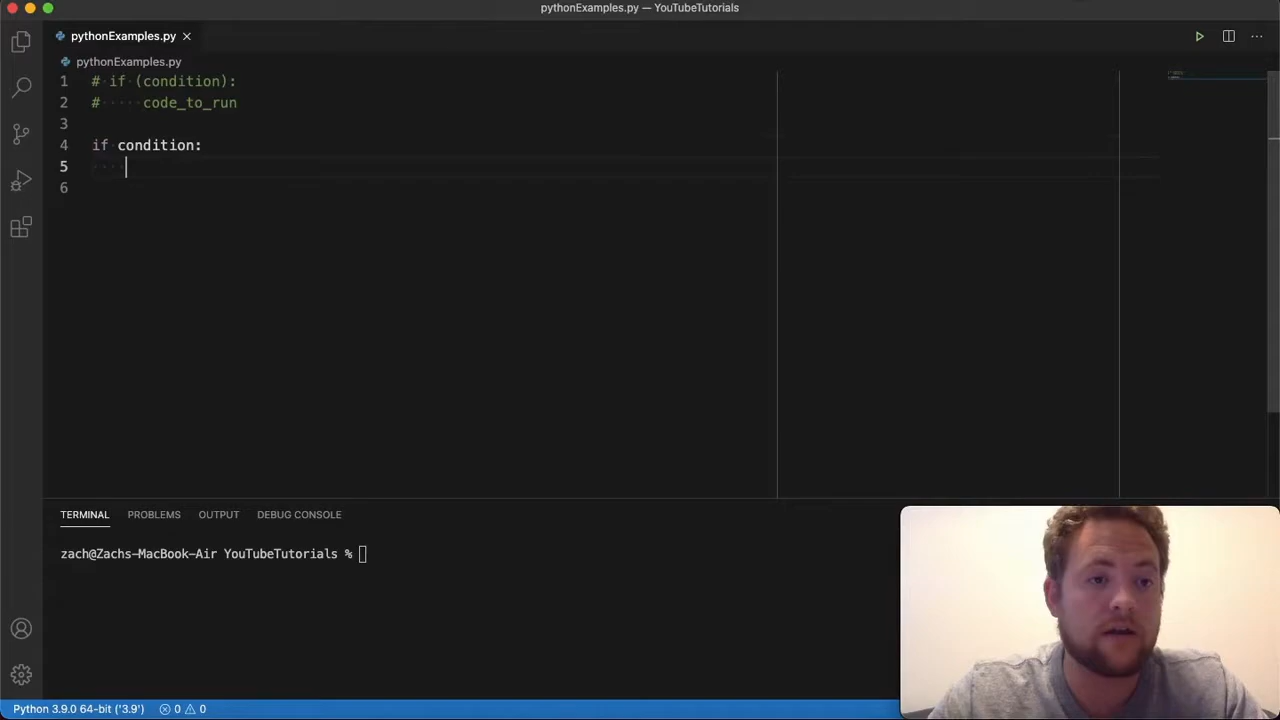 pythonExamples.py — YouTubeTutorials
pythonExamples.py
pythonExamples.py
1 # if (condition):
2 #     code_to_run
3
4 if condition:
5
6
TERMINAL PROBLEMS OUTPUT DEBUG CONSOLE
zach@Zachs-MacBook-Air YouTubeTutorials %
Python 3.9.0 64-bit ('3.9') 0 0